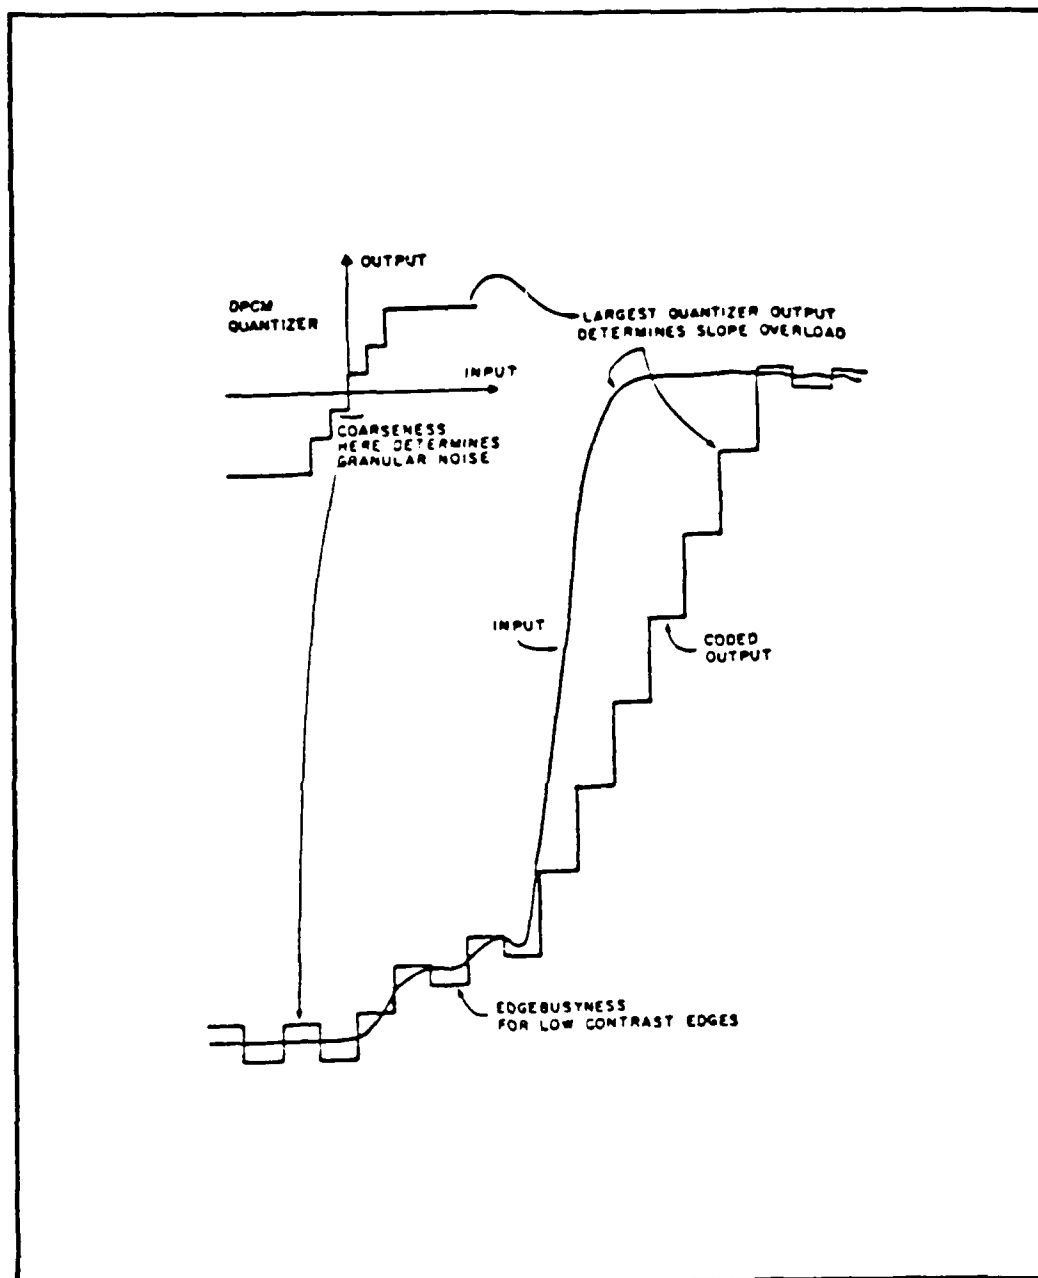 OUTPUT
DPCM
QUANTIZER
LARGEST QUANTIZER OUTPUT
DETERMINES SLOPE OVERLOAD
INPUT
COARSENESS
HERE DETERMINES
GRANULAR NOISE
INPUT
CODED
OUTPUT
EDGEBUSYNESS
FOR LOW CONTRAST EDGES